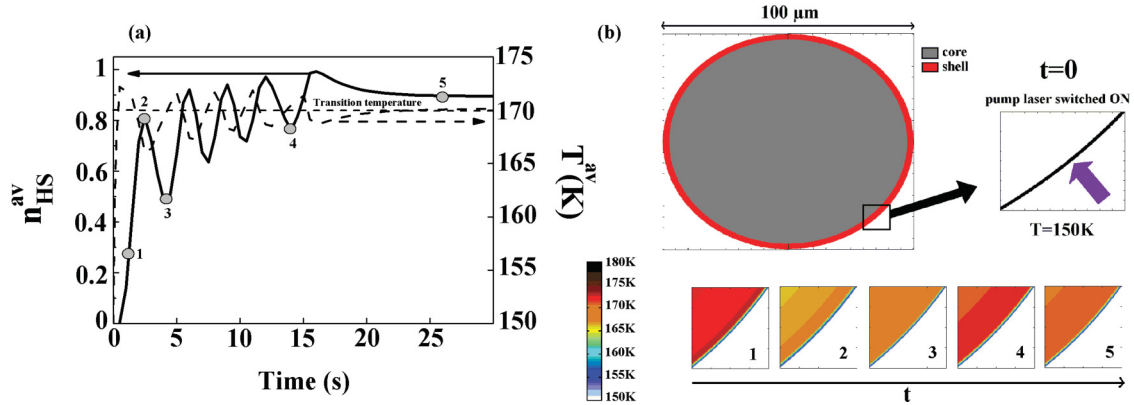 (a)
175
170
165
160
155
150
1
0.8
0.6
0.4
0.2
0
n_HS^av
T^av (K)
Transition temperature
1
2
3
4
5
0
5
10
15
20
25
Time (s)
(b)
100 µm
core
shell
t=0
pump laser switched ON
T=150K
180K
175K
170K
165K
160K
155K
150K
1
2
3
4
5
t